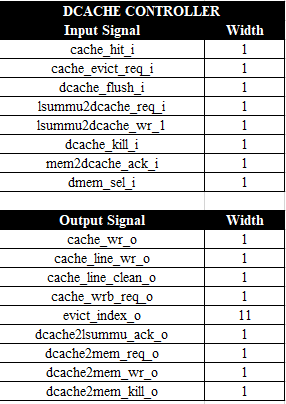 DCACHE CONTROLLER
Input Signal Width
cache_hit_i 1
cache_evict_req_i 1
dcache_flush_i 1
lsummu2dcache_req_i 1
lsummu2dcache_wr_1 1
dcache_kill_i 1
mem2dcache_ack_i 1
dmem_sel_i 1
Output Signal Width
cache_wr_o 1
cache_line_wr_o 1
cache_line_clean_o 1
cache_wrb_req_o 1
evict_index_o 11
dcache2lsummu_ack_o 1
dcache2mem_req_o 1
dcache2mem_wr_o 1
dcache2mem_kill_o 1